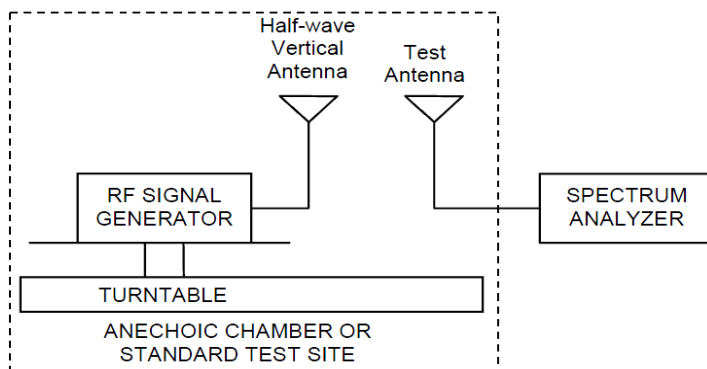 Half-wave
Vertical
Antenna
Test
Antenna
RF SIGNAL
GENERATOR
SPECTRUM
ANALYZER
TURNTABLE
ANECHOIC CHAMBER OR
STANDARD TEST SITE